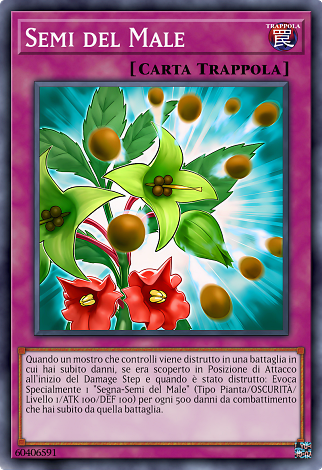 Semi del Male
TRAPPOLA
罠
[Carta Trappola]
Quando un mostro che controlli viene distrutto in una battaglia in
cui hai subito danni, se era scoperto in Posizione di Attacco
all'inizio del Damage Step e quando è stato distrutto: Evoca
Specialmente 1 "Segna-Semi del Male" (Tipo Pianta/OSCURITÀ/
Livello 1/ATK 100/DEF 100) per ogni 500 danni da combattimento
che hai subito da quella battaglia.
60406591